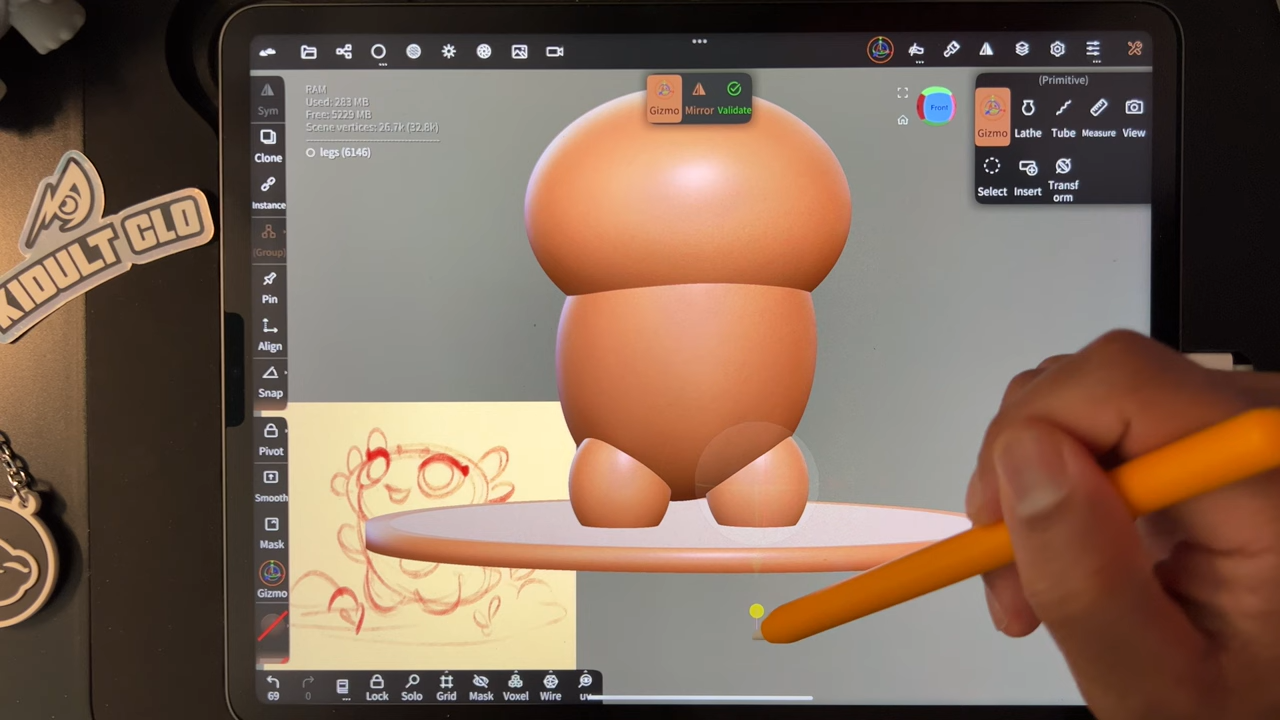 RAM
Used: 283 MB
Free: 5229 MB
Scene vertices: 26.7k (32.8k)
legs (6146)
Gizmo
Mirror
Validate
Front
(Primitive)
Gizmo
Lathe
Tube
Measure
View
Select
Insert
Transf
orm
Sym
Clone
Instance
(Group)
Pin
Align
Snap
Pivot
Smooth
Mask
Gizmo
69
0
Lock
Solo
Grid
Mask
Voxel
Wire
uv
KIDULT CLO